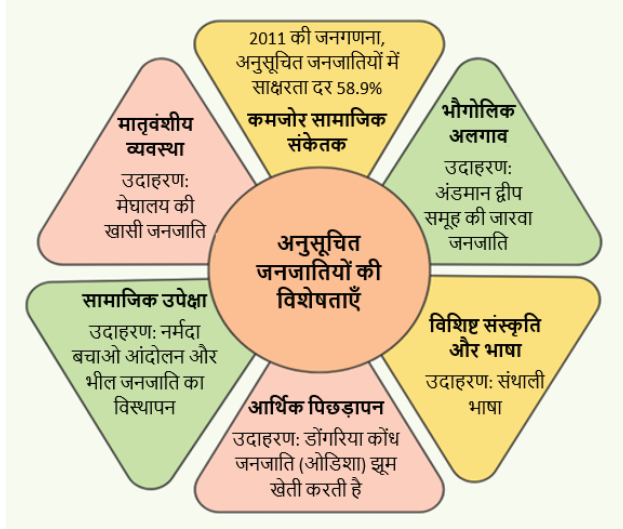 2011 की जनगणना,
अनुसूचित जनजातियों में
साक्षरता दर 58.9%
कमजोर सामाजिक
संकेतक
भौगोलिक
अलगाव
उदाहरण:
अंडमान द्वीप
समूह की जारवा
जनजाति
विशिष्ट संस्कृति
और भाषा
उदाहरण: संथाली
भाषा
आर्थिक पिछड़ापन
उदाहरण: डोंगरिया कोंध
जनजाति (ओडिशा) झूम
खेती करती है
सामाजिक उपेक्षा
उदाहरण: नर्मदा
बचाओ आंदोलन और
भील जनजाति का
विस्थापन
मातृवंशीय
व्यवस्था
उदाहरण:
मेघालय की
खासी जनजाति
अनुसूचित
जनजातियों की
विशेषताएँ